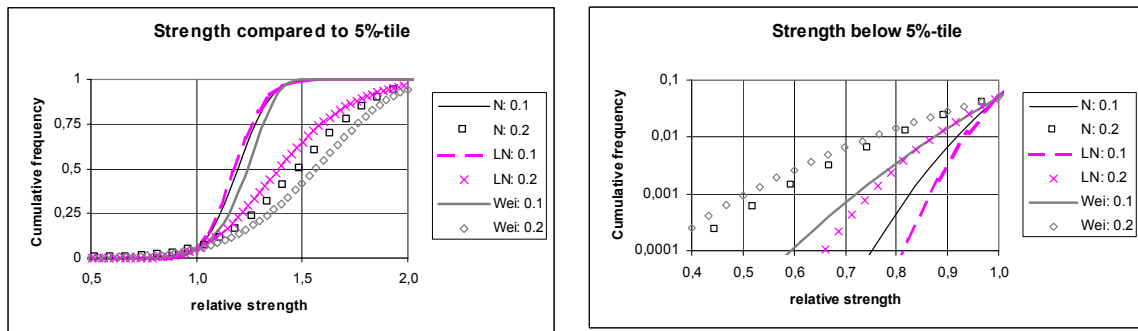 Strength compared to 5%-tile
Cumulative frequency
1
0,75
0,5
0,25
0
0,5
1,0
1,5
2,0
relative strength
N: 0.1
N: 0.2
LN: 0.1
LN: 0.2
Wei: 0.1
Wei: 0.2
Strength below 5%-tile
Cumulative frequency
0,1
0,01
0,001
0,0001
0,4
0,5
0,6
0,7
0,8
0,9
1,0
relative strength
N: 0.1
N: 0.2
LN: 0.1
LN: 0.2
Wei: 0.1
Wei: 0.2